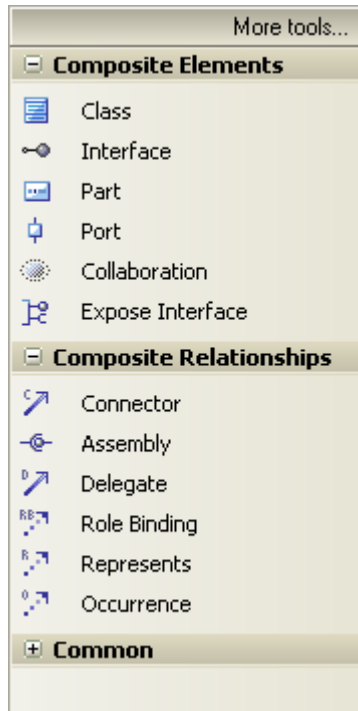 More tools...
Composite Elements
Class
Interface
Part
Port
Collaboration
Expose Interface
Composite Relationships
C Connector
Assembly
D Delegate
RB Role Binding
R Represents
O Occurrence
Common